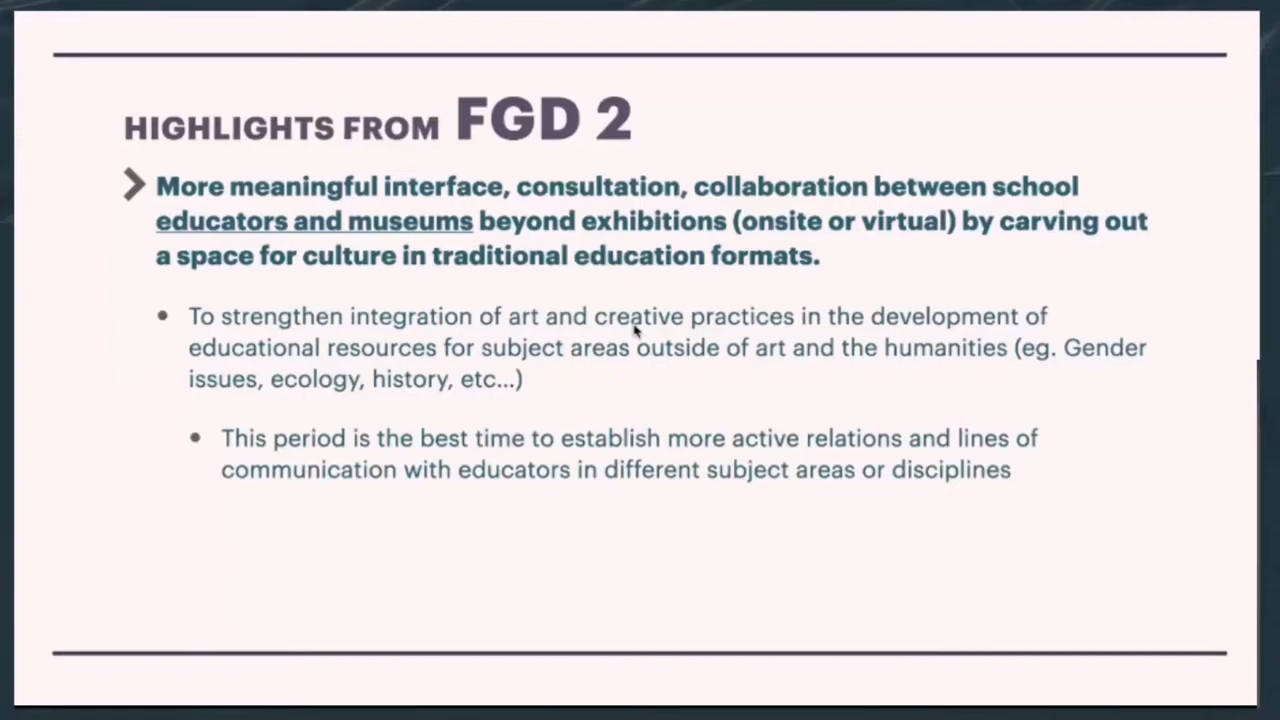 HIGHLIGHTS FROM FGD 2
More meaningful interface, consultation, collaboration between school
educators and museums beyond exhibitions (onsite or virtual) by carving out
a space for culture in traditional education formats.
To strengthen integration of art and creative practices in the development of
educational resources for subject areas outside of art and the humanities (eg. Gender
issues, ecology, history, etc...)
This period is the best time to establish more active relations and lines of
communication with educators in different subject areas or disciplines